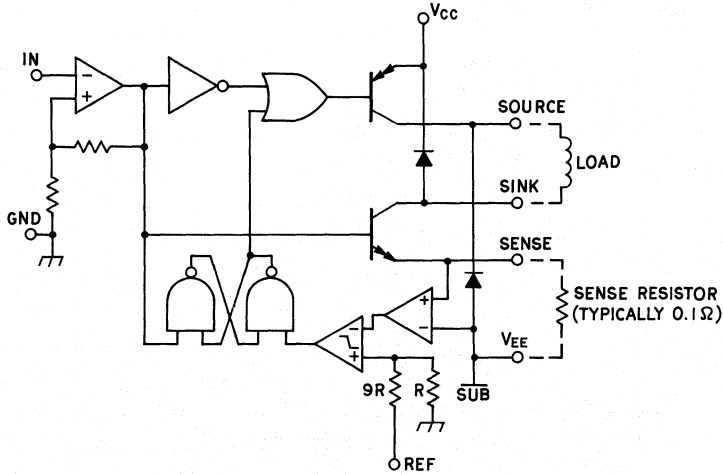 VCC
IN
−
+
SOURCE
LOAD
SINK
GND
SENSE
+
−
SENSE RESISTOR
(TYPICALLY 0.1Ω)
−
+
VEE
9R
R
SUB
REF